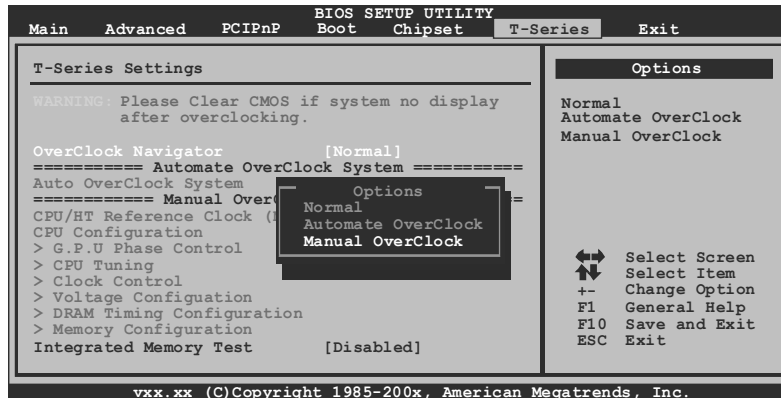 BIOS SETUP UTILITY
Main Advanced PCIPnP Boot Chipset T-Series Exit
T-Series Settings
WARNING: Please Clear CMOS if system no display
after overclocking.
OverClock Navigator [Normal]
=========== Automate OverClock System ===========
Auto OverClock System
============ Manual Over =
CPU/HT Reference Clock (
CPU Configuration
> G.P.U Phase Control
> CPU Tuning
> Clock Control
> Voltage Configuation
> DRAM Timing Configuration
> Memory Configuration
Integrated Memory Test [Disabled]
Options
Normal
Automate OverClock
Manual OverClock
Options
Normal
Automate OverClock
Manual OverClock
Select Screen
Select Item
+- Change Option
F1 General Help
F10 Save and Exit
ESC Exit
vxx.xx (C)Copyright 1985-200x, American Megatrends, Inc.